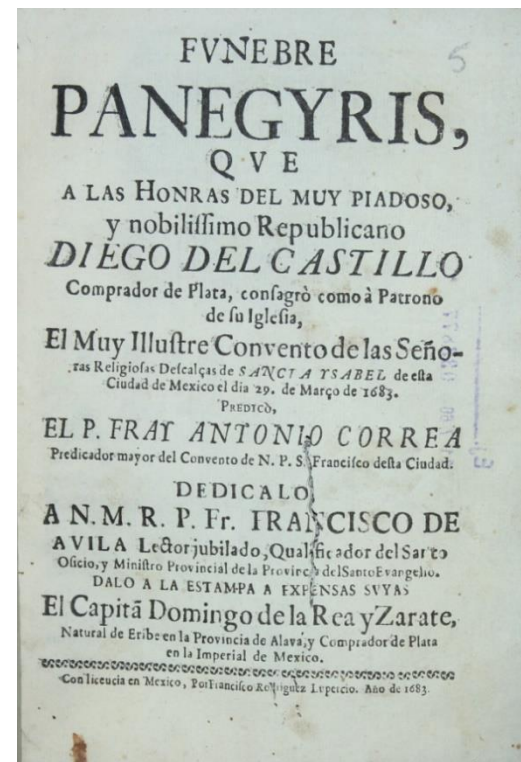 5
FVNEBRE
PANEGYRIS,
QVE
A LAS HONRAS DEL MUY PIADOSO,
y nobiliſſimo Republicano
DIEGO DEL CASTILLO
Comprador de Plata, conſagrò como à Patrono
de ſu Igleſia,
El Muy Illuſtre Convento de las Seño-
ras Religioſas Deſcalças de SANCTA YSABEL de eſta
Ciudad de Mexico el dia 29. de Março de 1683.
PREDICÒ,
EL P. FRAY ANTONIO CORREA
Predicador mayor del Convento de N. P. S. Franciſco deſta Ciudad.
DEDICALO
A N. M. R. P. Fr. FRANCISCO DE
AVILA Lector jubilado, Qualificador del Santo
Oficio, y Miniſtro Provincial de la Provincia del Santo Evangelio.
DALO A LA ESTAMPA A EXPENSAS SVYAS
El Capitã Domingo de la Rea y Zarate,
Natural de Eribe en la Provincia de Alava, y Comprador de Plata
en la Imperial de Mexico.
Con licencia en Mexico, Por Franciſco Rodriguez Lupercio. Año de 1683.